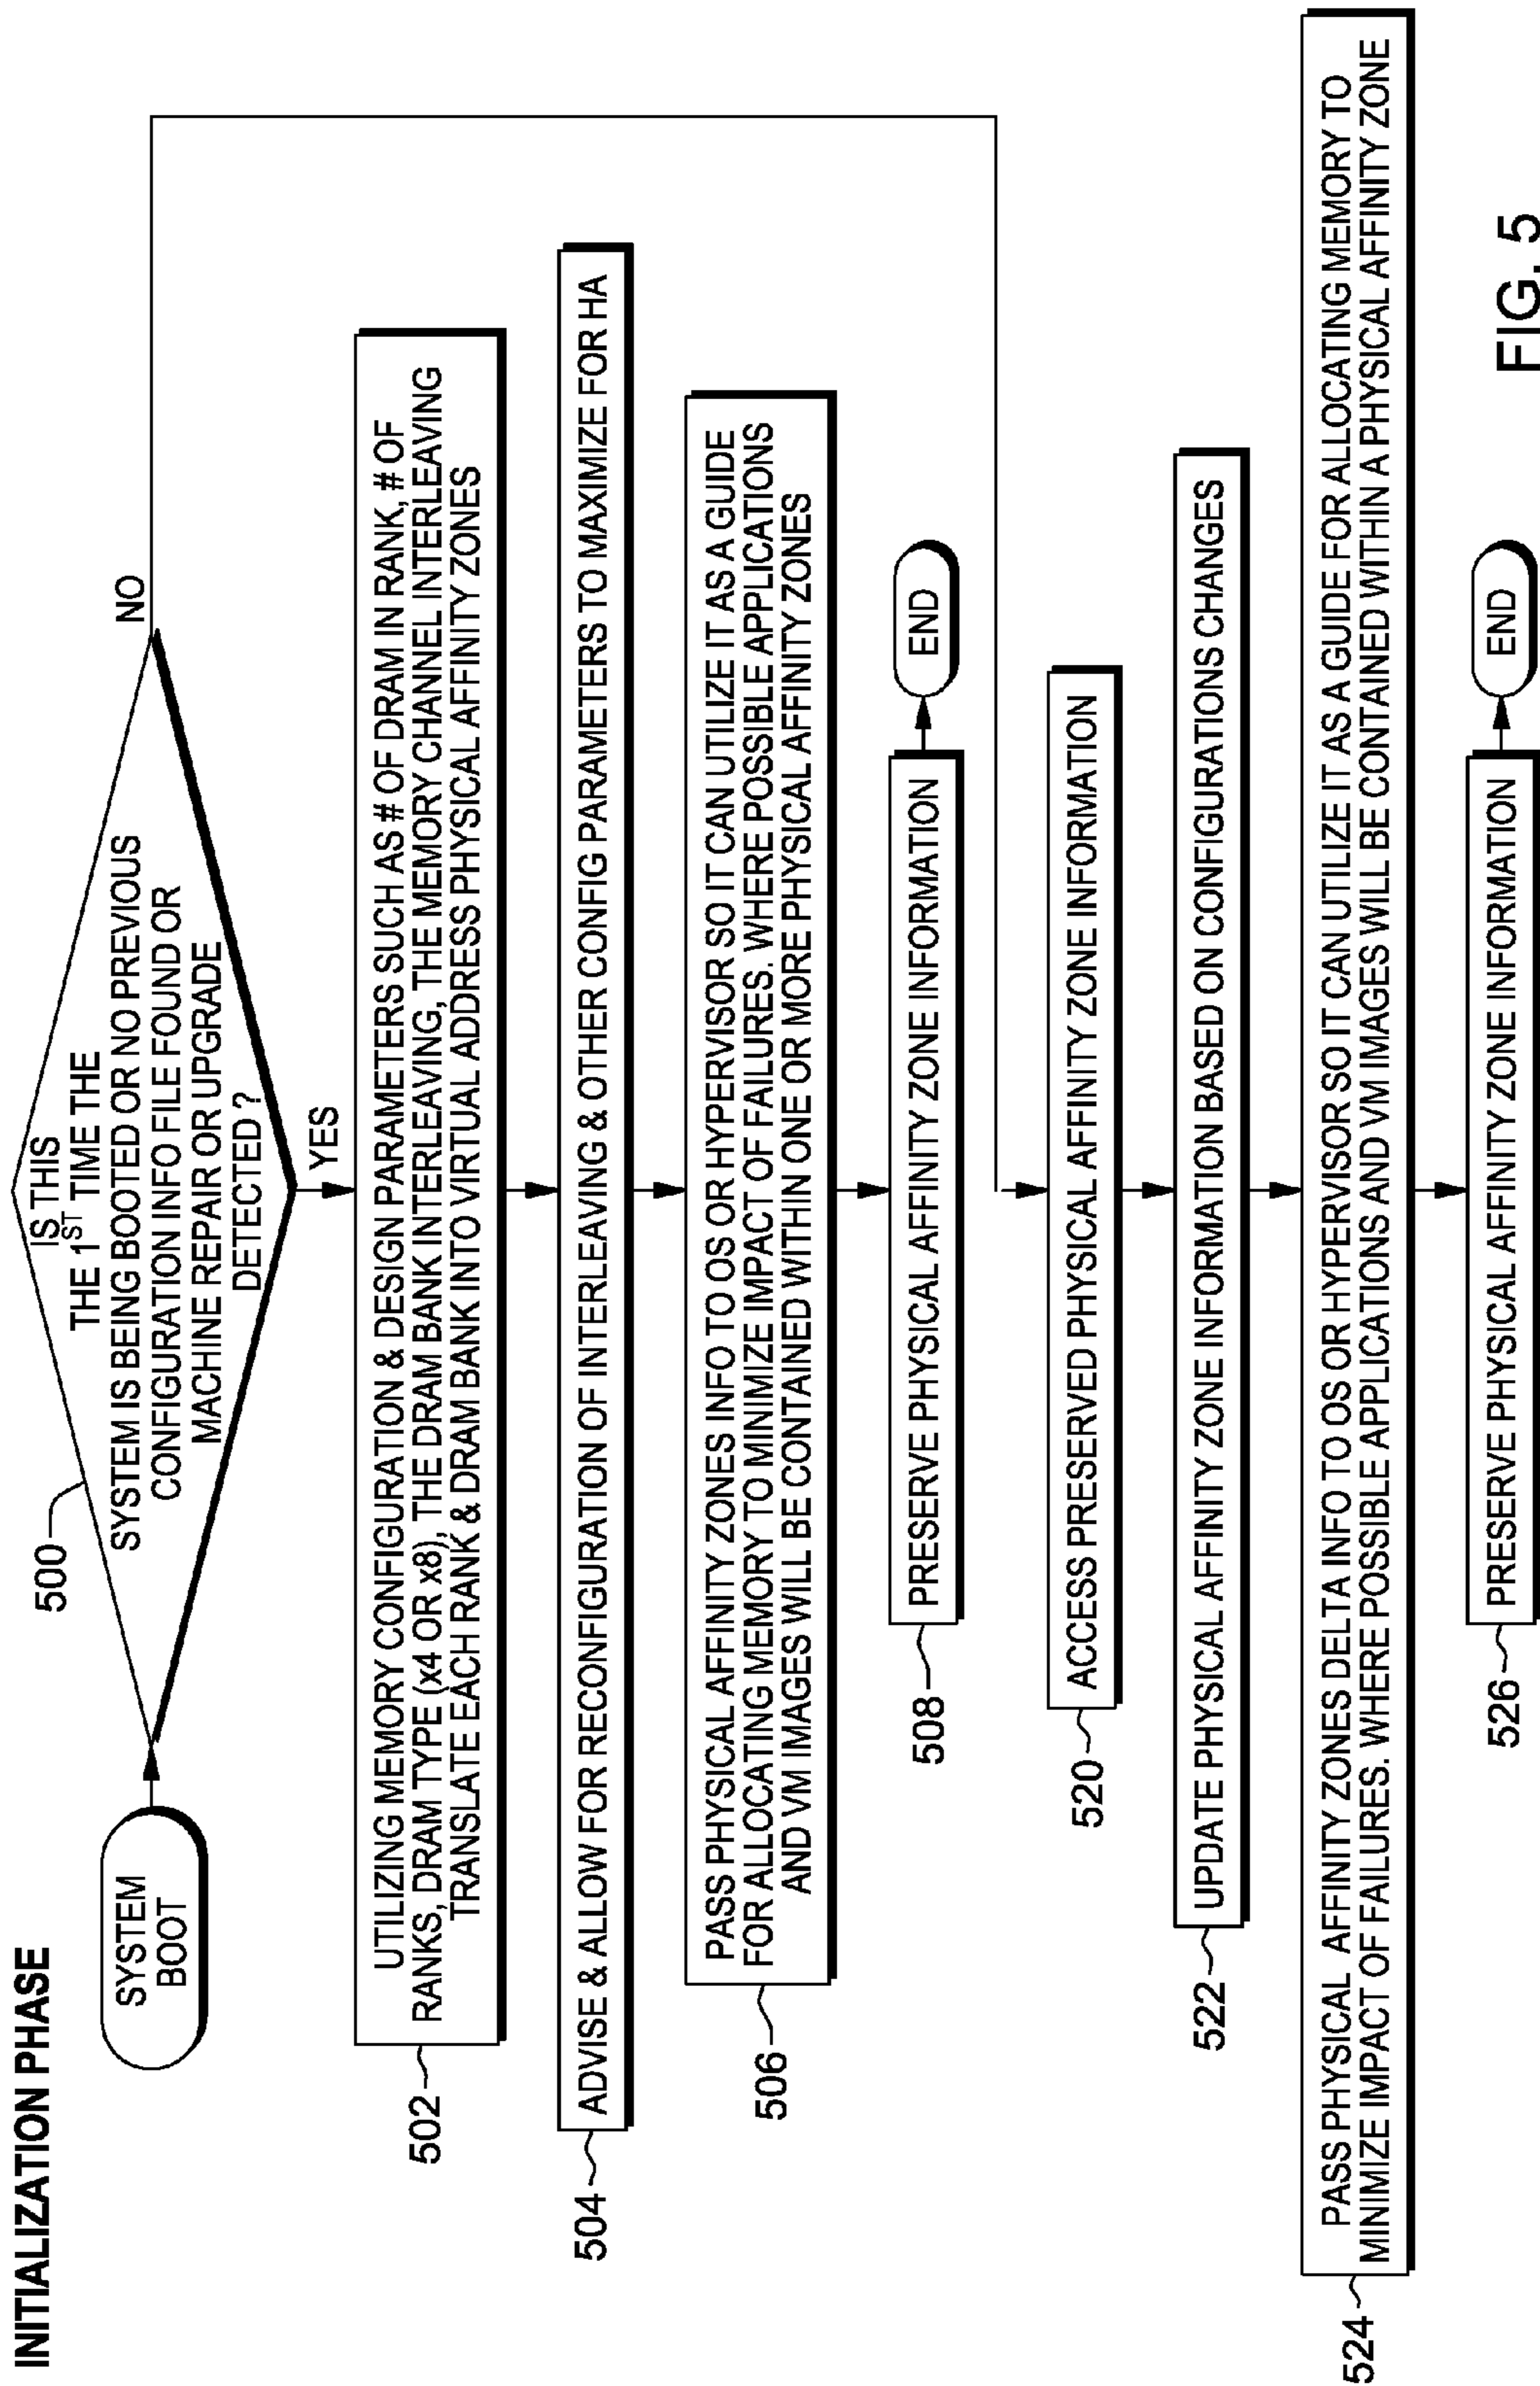 INITIALIZATION PHASE
SYSTEM
BOOT
500
IS THIS
THE 1ST TIME THE
SYSTEM IS BEING BOOTED OR NO PREVIOUS
CONFIGURATION INFO FILE FOUND OR
MACHINE REPAIR OR UPGRADE
DETECTED ?
NO
YES
502
UTILIZING MEMORY CONFIGURATION & DESIGN PARAMETERS SUCH AS # OF DRAM IN RANK, # OF
RANKS, DRAM TYPE (x4 OR x8), THE DRAM BANK INTERLEAVING, THE MEMORY CHANNEL INTERLEAVING
TRANSLATE EACH RANK & DRAM BANK INTO VIRTUAL ADDRESS PHYSICAL AFFINITY ZONES
504
ADVISE & ALLOW FOR RECONFIGURATION OF INTERLEAVING & OTHER CONFIG PARAMETERS TO MAXIMIZE FOR HA
506
PASS PHYSICAL AFFINITY ZONES INFO TO OS OR HYPERVISOR SO IT CAN UTILIZE IT AS A GUIDE
FOR ALLOCATING MEMORY TO MINIMIZE IMPACT OF FAILURES. WHERE POSSIBLE APPLICATIONS
AND VM IMAGES WILL BE CONTAINED WITHIN ONE OR MORE PHYSICAL AFFINITY ZONES
508
PRESERVE PHYSICAL AFFINITY ZONE INFORMATION
END
520
ACCESS PRESERVED PHYSICAL AFFINITY ZONE INFORMATION
522
UPDATE PHYSICAL AFFINITY ZONE INFORMATION BASED ON CONFIGURATIONS CHANGES
524
PASS PHYSICAL AFFINITY ZONES DELTA INFO TO OS OR HYPERVISOR SO IT CAN UTILIZE IT AS A GUIDE FOR ALLOCATING MEMORY TO
MINIMIZE IMPACT OF FAILURES. WHERE POSSIBLE APPLICATIONS AND VM IMAGES WILL BE CONTAINED WITHIN A PHYSICAL AFFINITY ZONE
526
PRESERVE PHYSICAL AFFINITY ZONE INFORMATION
END
FIG. 5